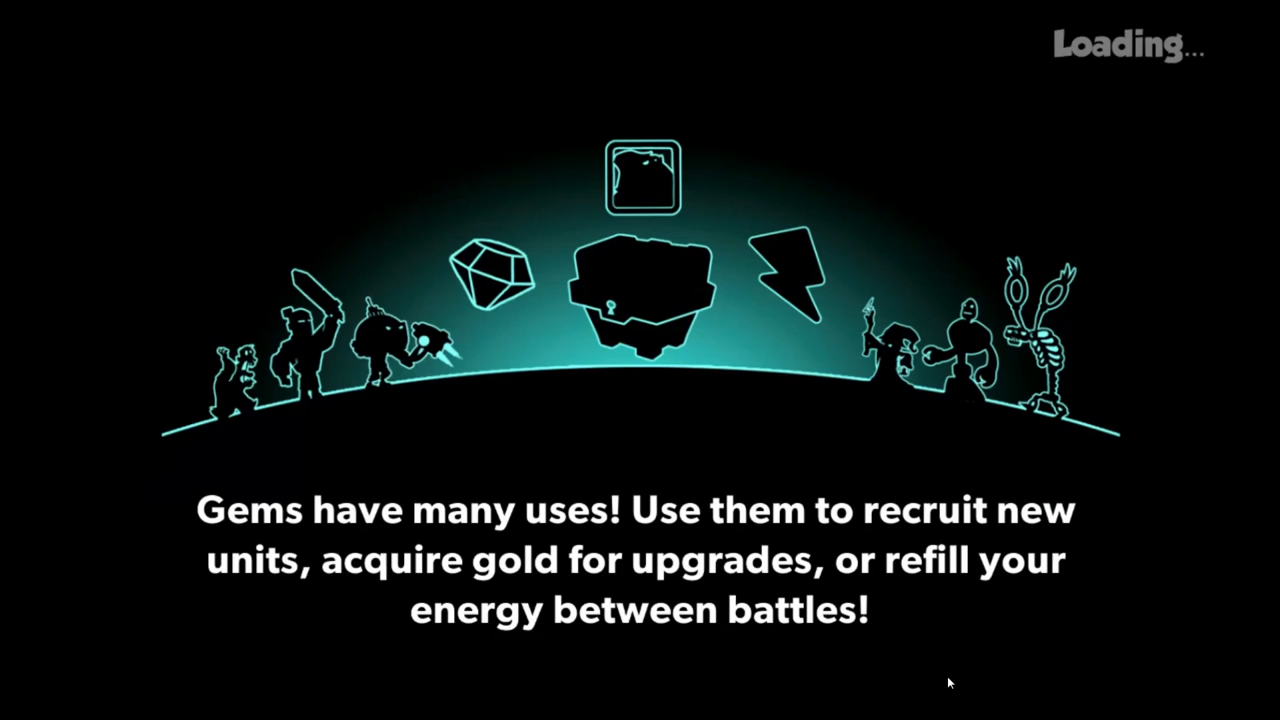 Loading...
Gems have many uses! Use them to recruit new
units, acquire gold for upgrades, or refill your
energy between battles!